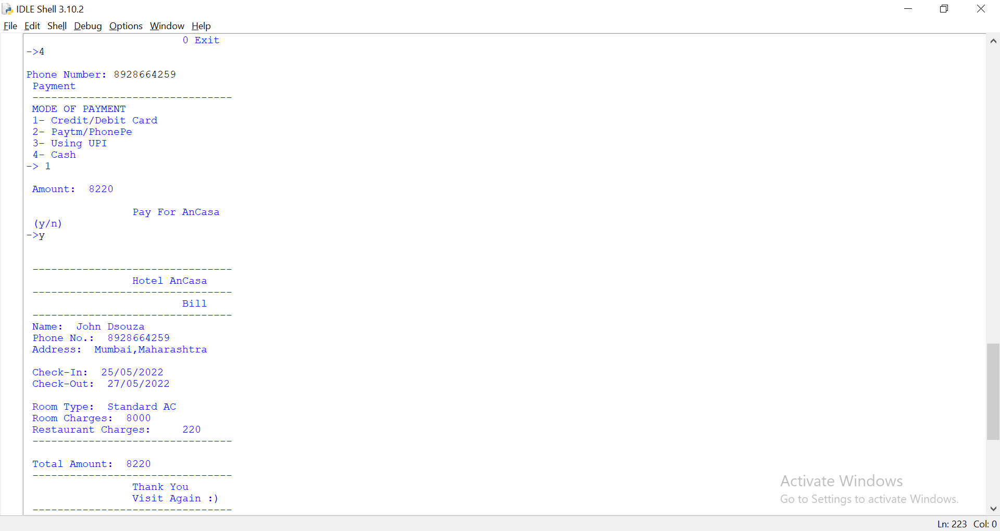 IDLE Shell 3.10.2
File Edit Shell Debug Options Window Help
0 Exit
->4
Phone Number: 8928664259
Payment
--------------------------------
MODE OF PAYMENT
1- Credit/Debit Card
2- Paytm/PhonePe
3- Using UPI
4- Cash
-> 1
Amount:  8220
Pay For AnCasa
(y/n)
->y
--------------------------------
Hotel AnCasa
--------------------------------
Bill
--------------------------------
Name:  John Dsouza
Phone No.:  8928664259
Address:  Mumbai,Maharashtra
Check-In:  25/05/2022
Check-Out:  27/05/2022
Room Type:  Standard AC
Room Charges:  8000
Restaurant Charges:     220
--------------------------------
Total Amount:  8220
--------------------------------
Thank You
Visit Again :)
--------------------------------
Activate Windows
Go to Settings to activate Windows.
Ln: 223 Col: 0